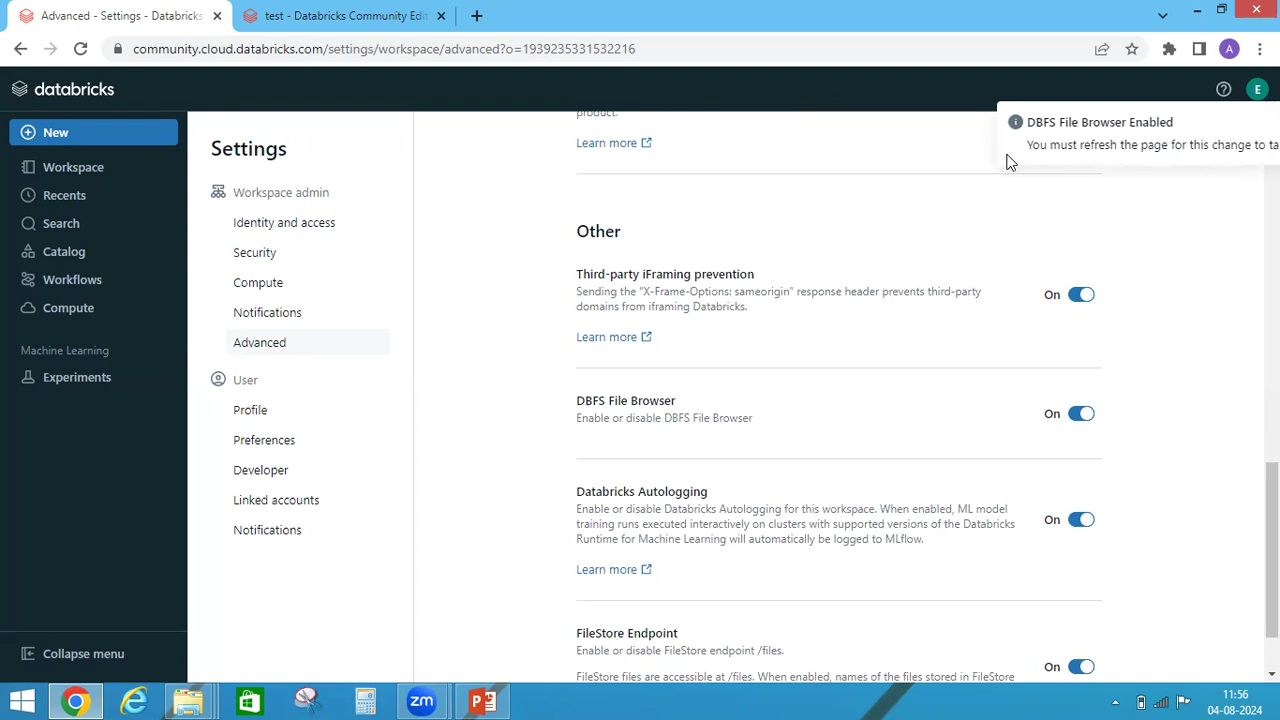 Advanced - Settings - Databricks
test - Databricks Community Edit
community.cloud.databricks.com/settings/workspace/advanced?o=1939235331532216
A
databricks
E
New
Workspace
Recents
Search
Catalog
Workflows
Compute
Machine Learning
Experiments
Collapse menu
Settings
Workspace admin
Identity and access
Security
Compute
Notifications
Advanced
User
Profile
Preferences
Developer
Linked accounts
Notifications
product.
Learn more
DBFS File Browser Enabled
You must refresh the page for this change to ta
Other
Third-party iFraming prevention
Sending the "X-Frame-Options: sameorigin" response header prevents third-party
domains from iframing Databricks.
On
Learn more
DBFS File Browser
Enable or disable DBFS File Browser
On
Databricks Autologging
Enable or disable Databricks Autologging for this workspace. When enabled, ML model
training runs executed interactively on clusters with supported versions of the Databricks
Runtime for Machine Learning will automatically be logged to MLflow.
On
Learn more
FileStore Endpoint
Enable or disable FileStore endpoint /files.
FileStore files are accessible at /files. When enabled, names of the files stored in FileStore
On
zm
11:56
04-08-2024